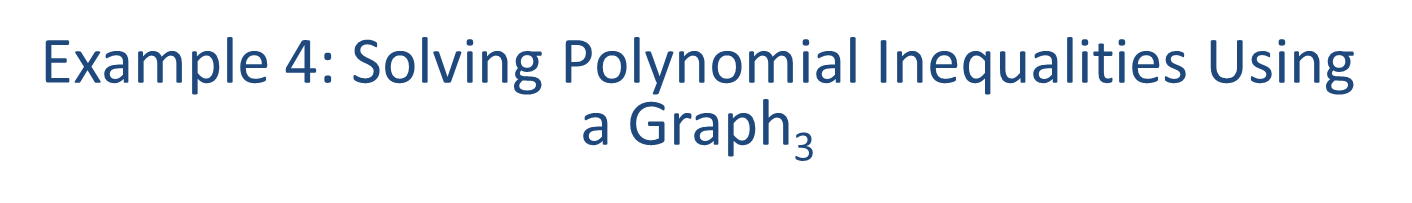 Example 4: Solving Polynomial Inequalities Using
a Graph₃